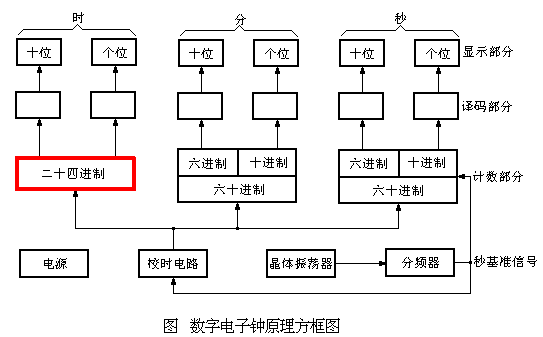 时 分 秒
十位 个位 十位 个位 十位 个位 显示部分
译码部分
二十四进制 六进制 十进制 六进制 十进制 计数部分
六十进制 六十进制
电源 校时电路 晶体振荡器 分频器 秒基准信号
图 数字电子钟原理方框图